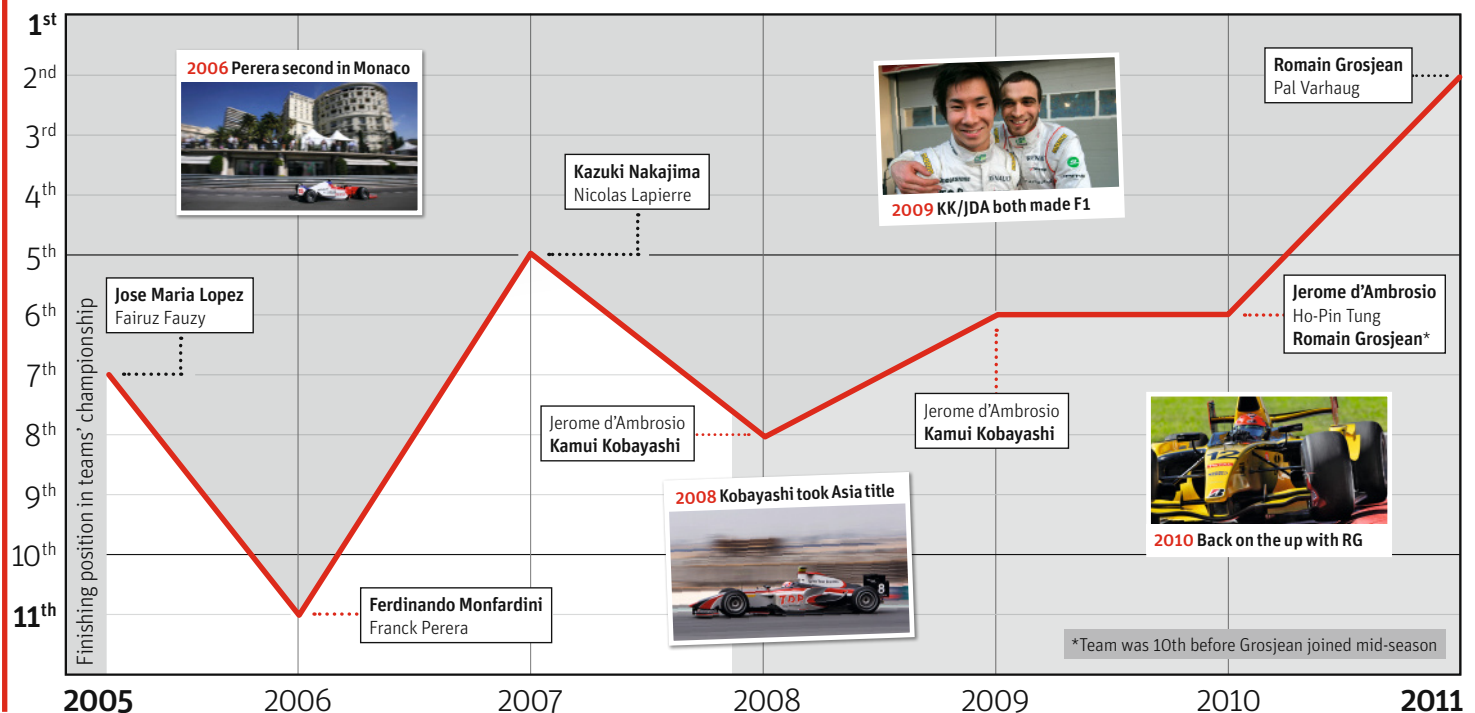 1st
2nd
3rd
4th
5th
6th
7th
8th
9th
10th
11th
Finishing position in teams’ championship
2006 Perera second in Monaco
Jose Maria Lopez
Fairuz Fauzy
Ferdinando Monfardini
Franck Perera
Kazuki Nakajima
Nicolas Lapierre
Jerome d’Ambrosio
Kamui Kobayashi
2008 Kobayashi took Asia title
TDP
8
2009 KK/JDA both made F1
Jerome d’Ambrosio
Kamui Kobayashi
Romain Grosjean
Pal Varhaug
Jerome d’Ambrosio
Ho-Pin Tung
Romain Grosjean*
12
2010 Back on the up with RG
*Team was 10th before Grosjean joined mid-season
2005
2006
2007
2008
2009
2010
2011